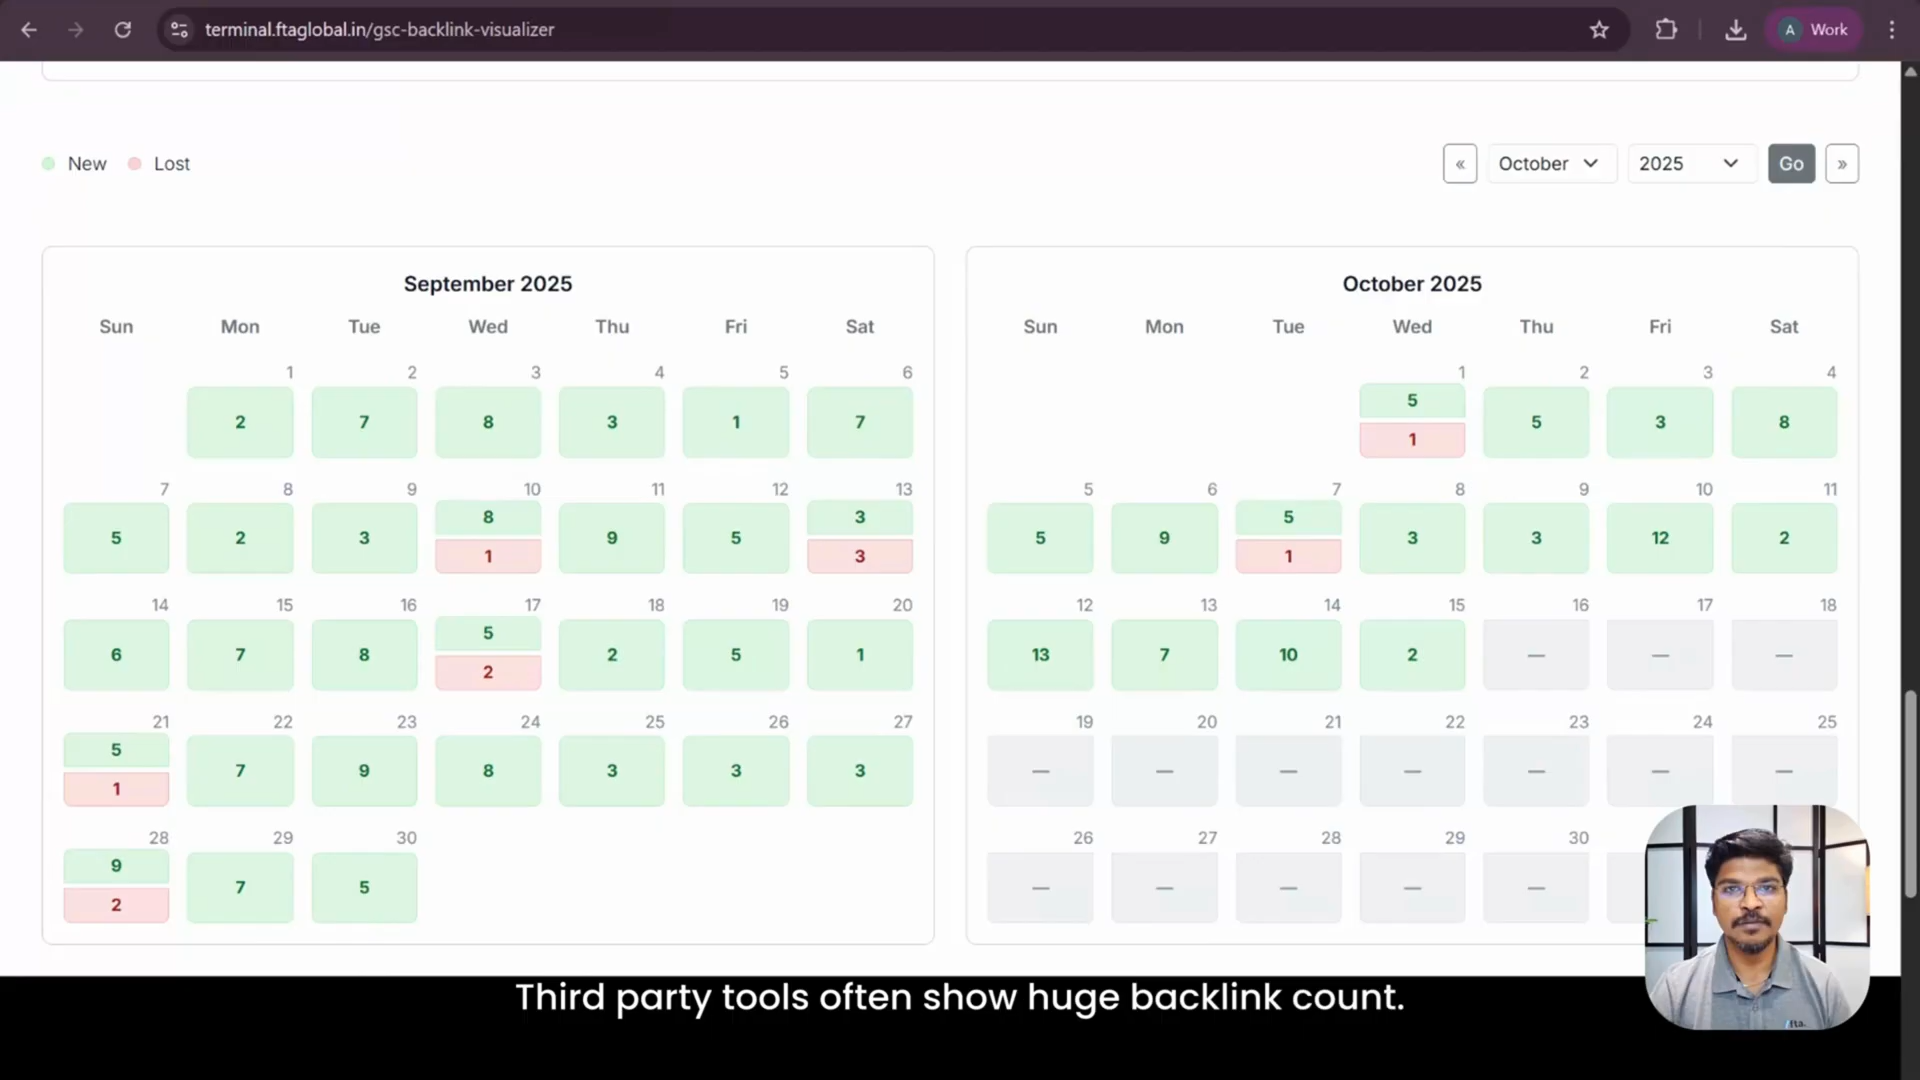 terminal.ftaglobal.in/gsc-backlink-visualizer
A Work
New Lost
« October 2025 Go »
September 2025
Sun Mon Tue Wed Thu Fri Sat
1 2 3 4 5 6
2 7 8 3 1 7
7 8 9 10 11 12 13
5 2 3 8 9 5 3
1 3
14 15 16 17 18 19 20
6 7 8 5 2 5 1
2
21 22 23 24 25 26 27
5 7 9 8 3 3 3
1
28 29 30
9 7 5
2
October 2025
Sun Mon Tue Wed Thu Fri Sat
1 2 3 4
5 5 3 8
1
5 6 7 8 9 10 11
5 9 5 3 3 12 2
1
12 13 14 15 16 17 18
13 7 10 2 — — —
19 20 21 22 23 24 25
— — — — — — —
26 27 28 29 30
— — — — —
Third party tools often show huge backlink count.
fta.